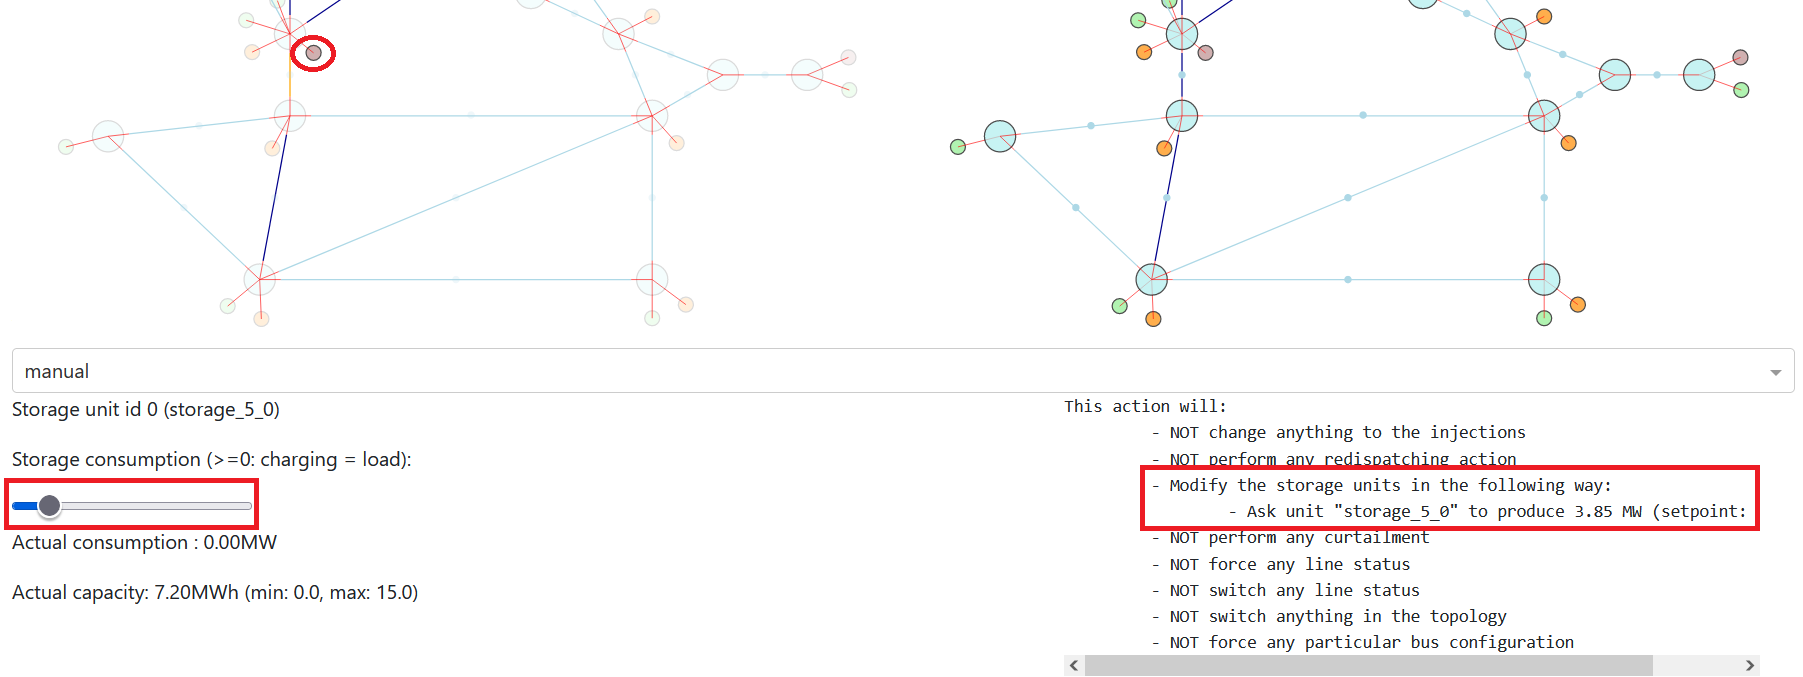 manual
Storage unit id 0 (storage_5_0)
Storage consumption (>=0: charging = load):
Actual consumption : 0.00MW
Actual capacity: 7.20MWh (min: 0.0, max: 15.0)
This action will:
- NOT change anything to the injections
- NOT perform any redispatching action
- Modify the storage units in the following way:
- Ask unit "storage_5_0" to produce 3.85 MW (setpoint:
- NOT perform any curtailment
- NOT force any line status
- NOT switch any line status
- NOT switch anything in the topology
- NOT force any particular bus configuration